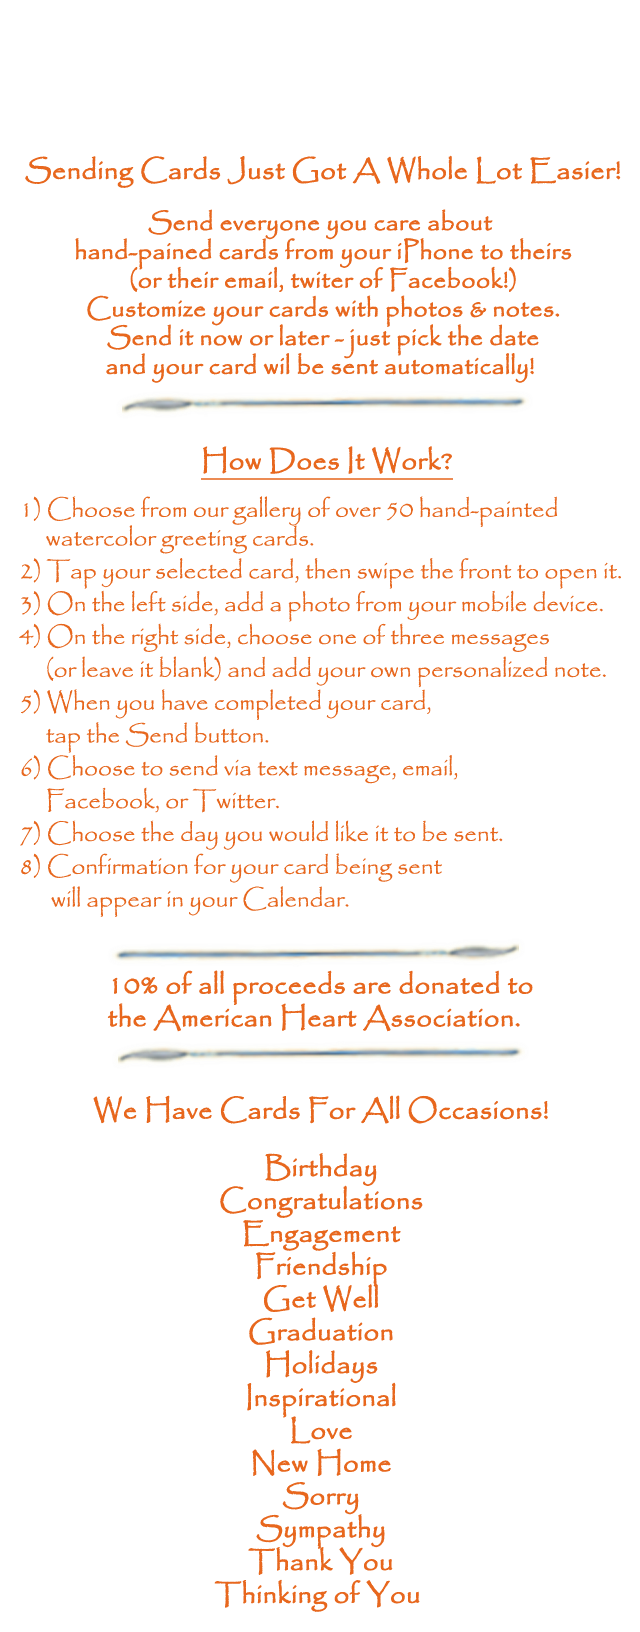 Sending Cards Just Got A Whole Lot Easier!
Send everyone you care about
hand-pained cards from your iPhone to theirs
(or their email, twiter of Facebook!)
Customize your cards with photos & notes.
Send it now or later - just pick the date
and your card wil be sent automatically!
How Does It Work?
1) Choose from our gallery of over 50 hand-painted
watercolor greeting cards.
2) Tap your selected card, then swipe the front to open it.
3) On the left side, add a photo from your mobile device.
4) On the right side, choose one of three messages
(or leave it blank) and add your own personalized note.
5) When you have completed your card,
tap the Send button.
6) Choose to send via text message, email,
Facebook, or Twitter.
7) Choose the day you would like it to be sent.
8) Confirmation for your card being sent
will appear in your Calendar.
10% of all proceeds are donated to
the American Heart Association.
We Have Cards For All Occasions!
Birthday
Congratulations
Engagement
Friendship
Get Well
Graduation
Holidays
Inspirational
Love
New Home
Sorry
Sympathy
Thank You
Thinking of You